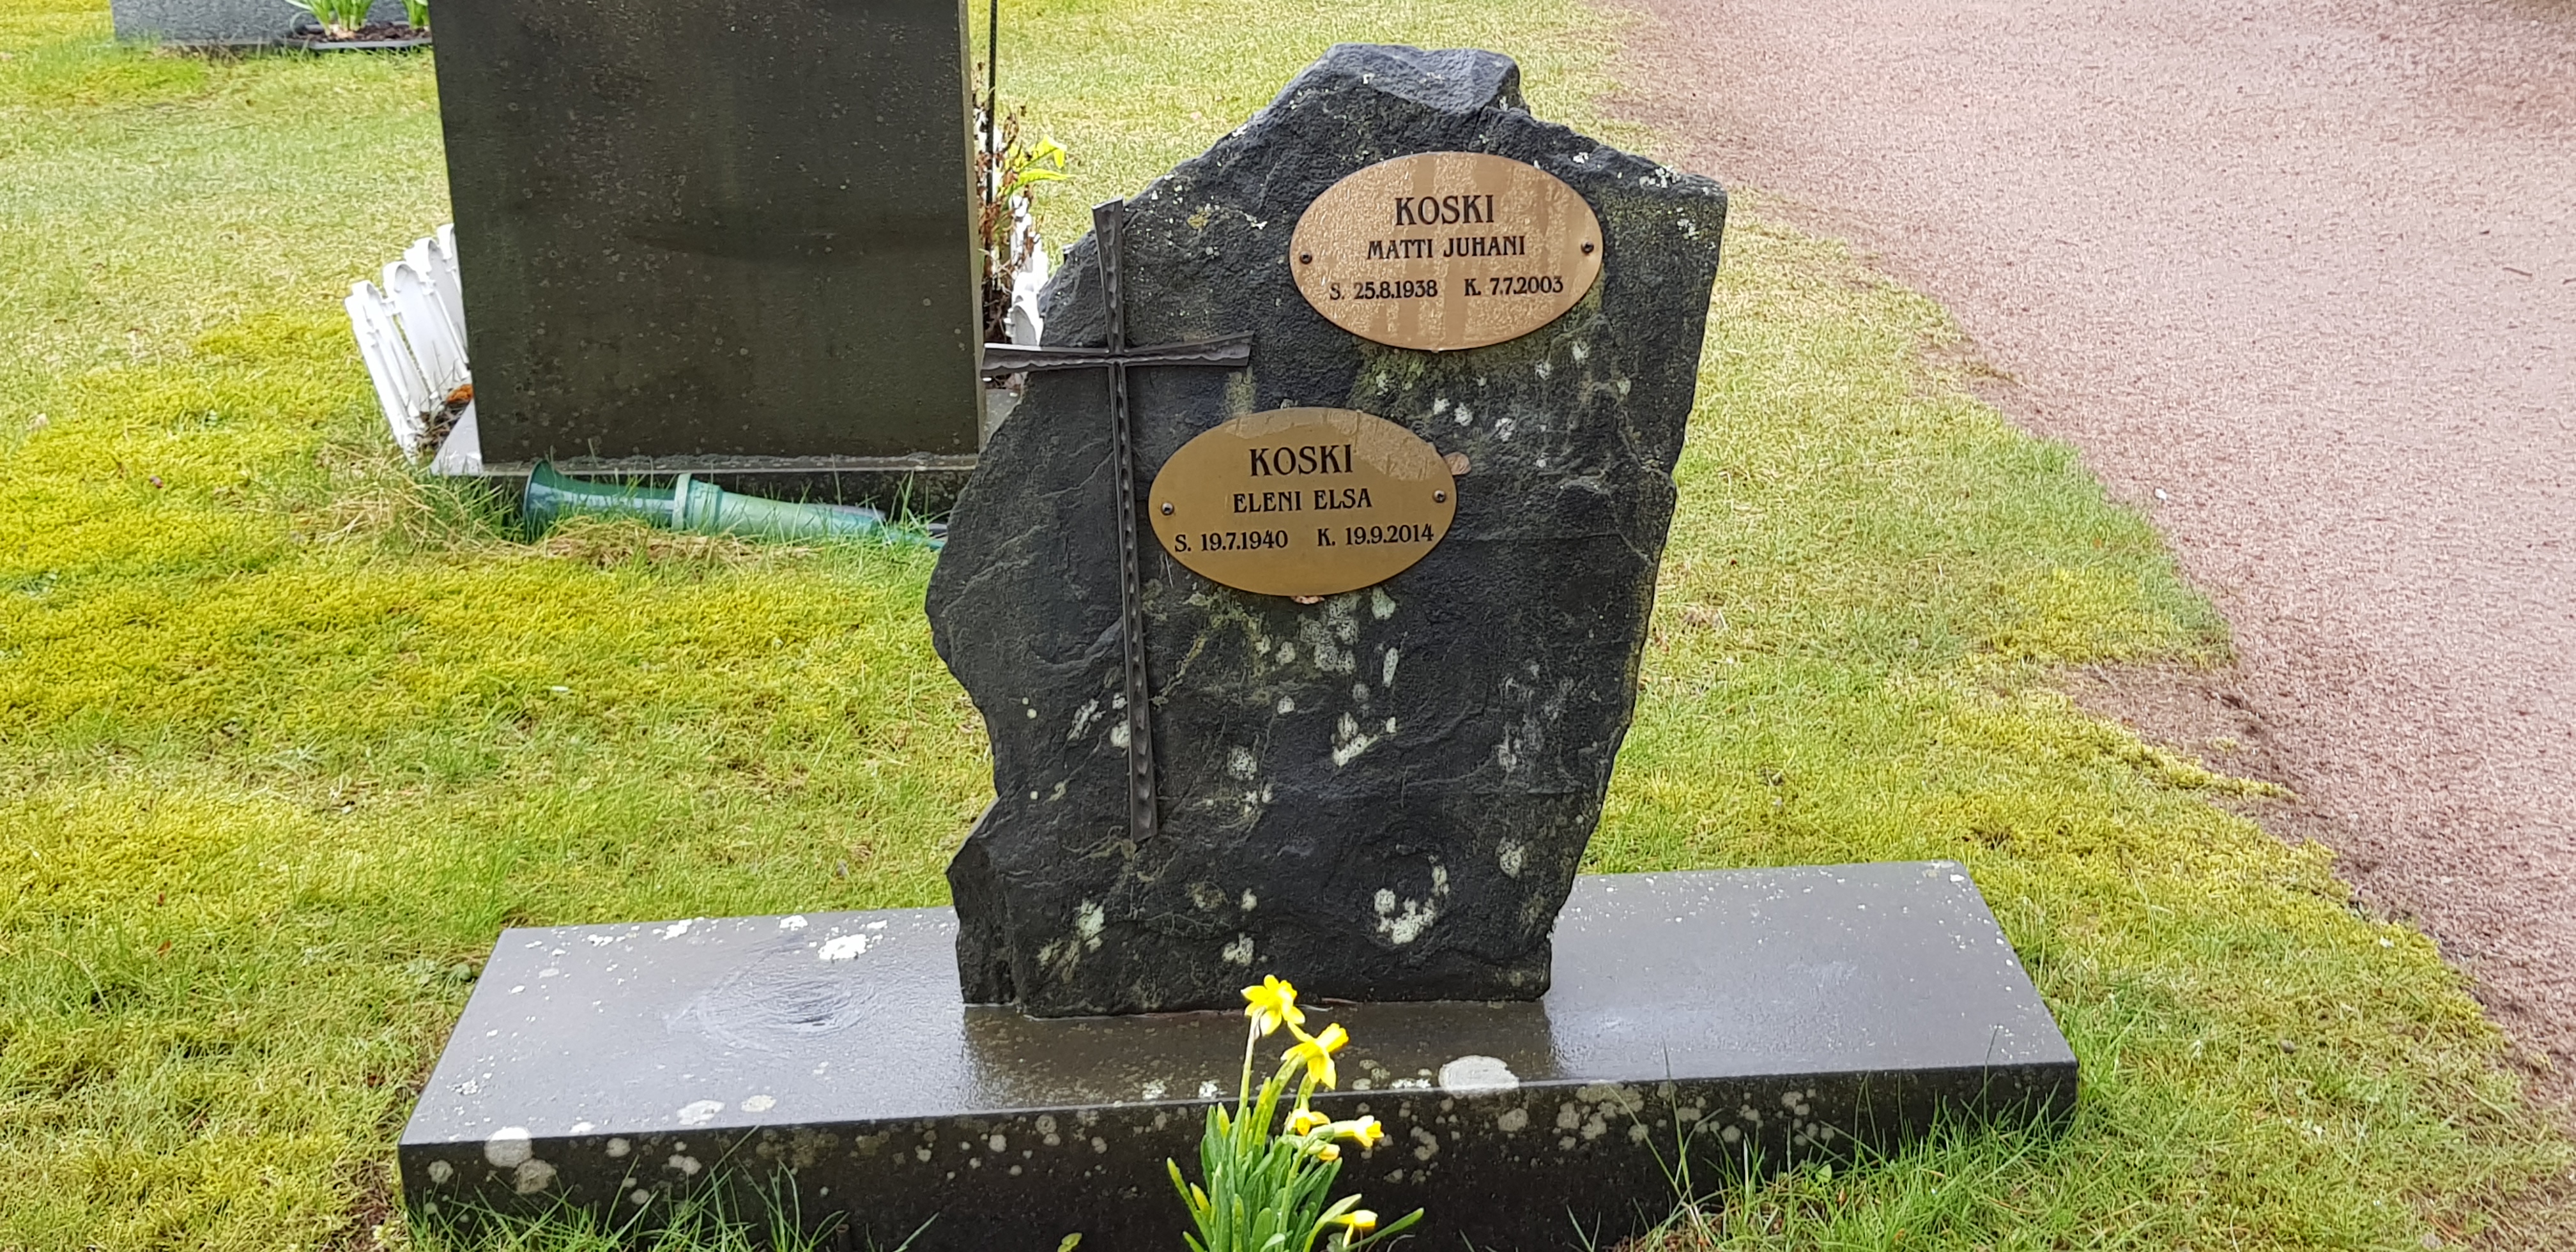 KOSKI
MATTI JUHANI
S. 25.8.1938 K. 7.7.2003
KOSKI
ELENI ELSA
S. 19.7.1940 K. 19.9.2014